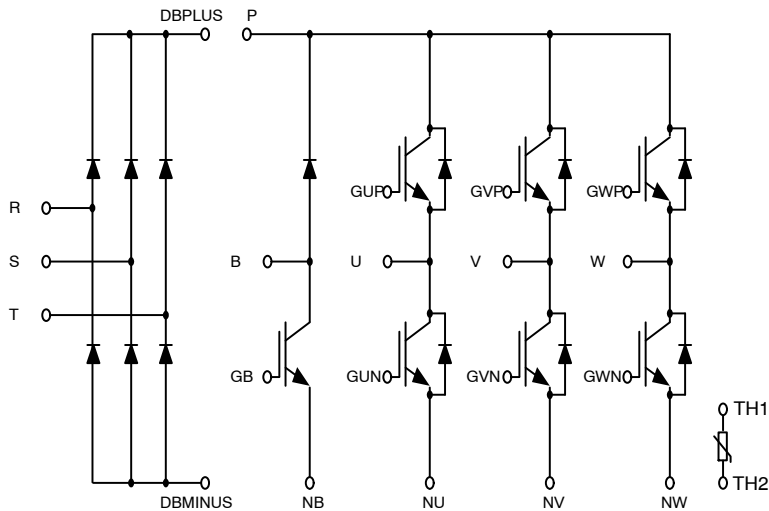 DBPLUS P
GUP GVP GWP
R
S B U V W
T
GB GUN GVN GWN
TH1
TH2
DBMINUS NB NU NV NW